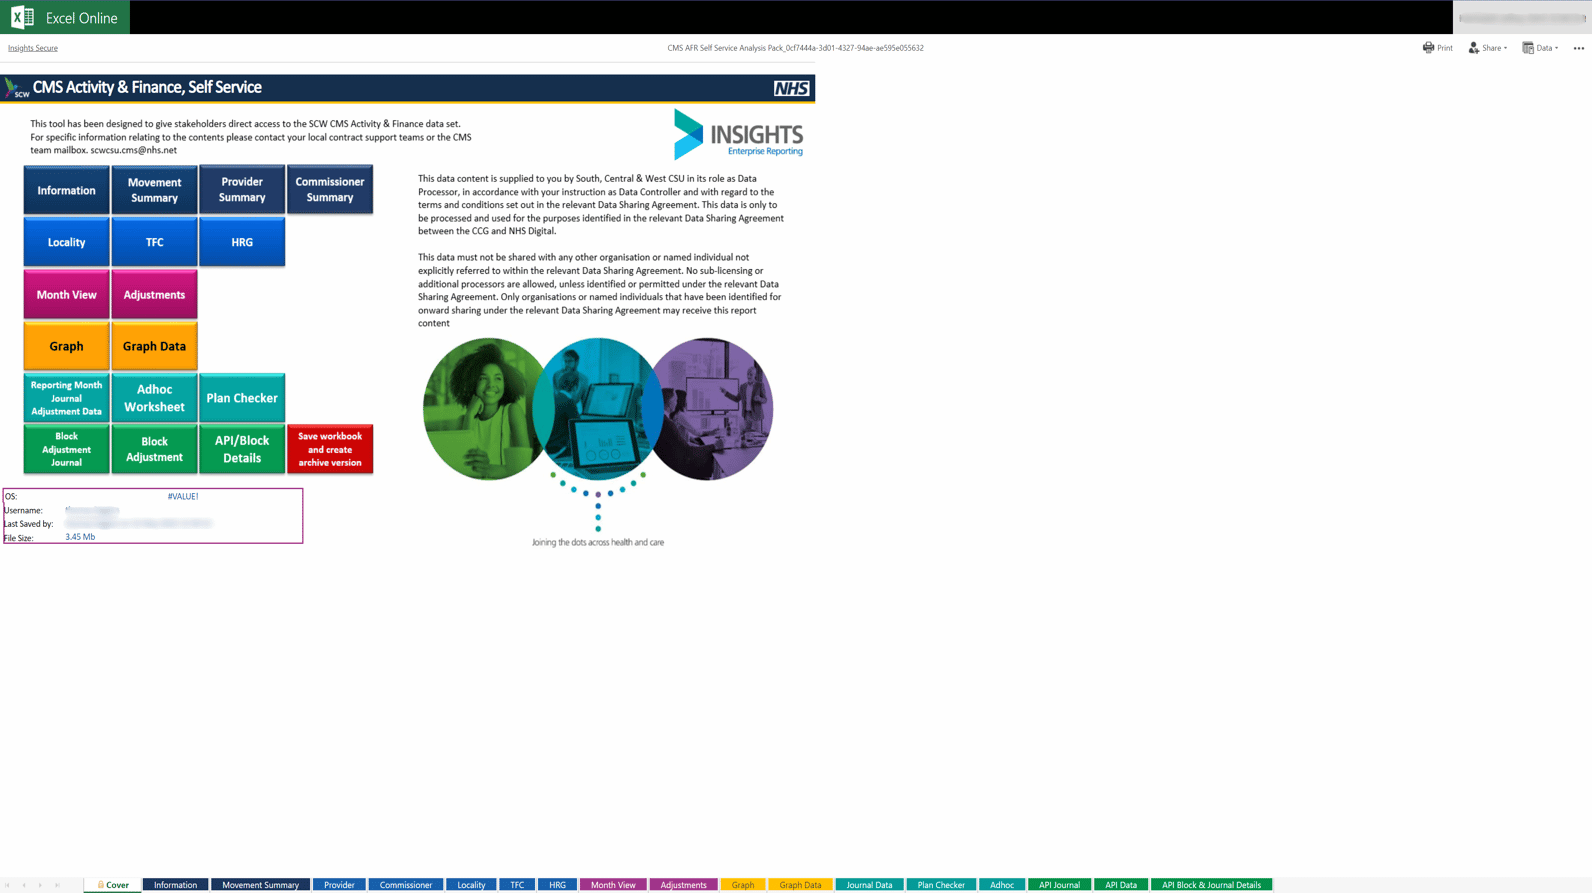 Excel Online
Insights Secure
CMS AFR Self Service Analysis Pack_0cf7444a-3d01-4327-94ae-ae595e055632
Print
Share
Data
SCW
CMS Activity & Finance, Self Service
NHS
This tool has been designed to give stakeholders direct access to the SCW CMS Activity & Finance data set.
For specific information relating to the contents please contact your local contract support teams or the CMS
team mailbox. scwcsu.cms@nhs.net
INSIGHTS
Enterprise Reporting
Information
Movement
Summary
Provider
Summary
Commissioner
Summary
Locality
TFC
HRG
Month View
Adjustments
Graph
Graph Data
Reporting Month
Journal
Adjustment Data
Adhoc
Worksheet
Plan Checker
Block
Adjustment
Journal
Block
Adjustment
API/Block
Details
Save workbook
and create
archive version
This data content is supplied to you by South, Central & West CSU in its role as Data
Processor, in accordance with your instruction as Data Controller and with regard to the
terms and conditions set out in the relevant Data Sharing Agreement. This data is only to
be processed and used for the purposes identified in the relevant Data Sharing Agreement
between the CCG and NHS Digital.
This data must not be shared with any other organisation or named individual not
explicitly referred to within the relevant Data Sharing Agreement. No sub-licensing or
additional processors are allowed, unless identified or permitted under the relevant Data
Sharing Agreement. Only organisations or named individuals that have been identified for
onward sharing under the relevant Data Sharing Agreement may receive this report
content
Joining the dots across health and care
OS: #VALUE!
Username:
Last Saved by:
File Size: 3.45 Mb
Cover
Information
Movement Summary
Provider
Commissioner
Locality
TFC
HRG
Month View
Adjustments
Graph
Graph Data
Journal Data
Plan Checker
Adhoc
API Journal
API Data
API Block & Journal Details